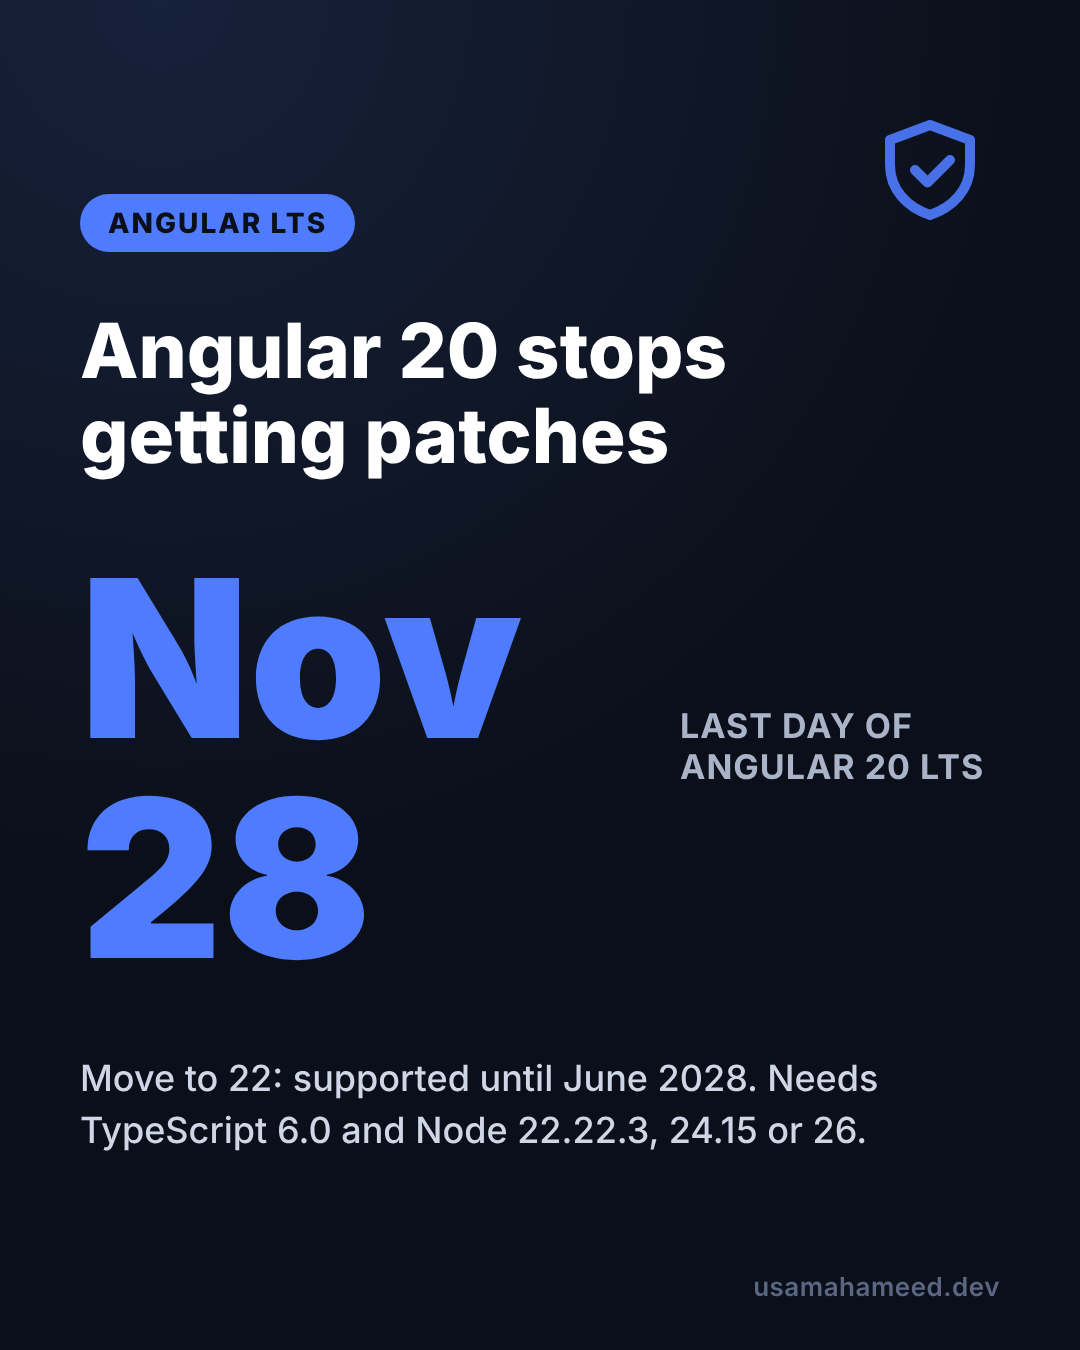 ANGULAR LTS
Angular 20 stops
getting patches
Nov
28
LAST DAY OF
ANGULAR 20 LTS
Move to 22: supported until June 2028. Needs
TypeScript 6.0 and Node 22.22.3, 24.15 or 26.
usamahameed.dev